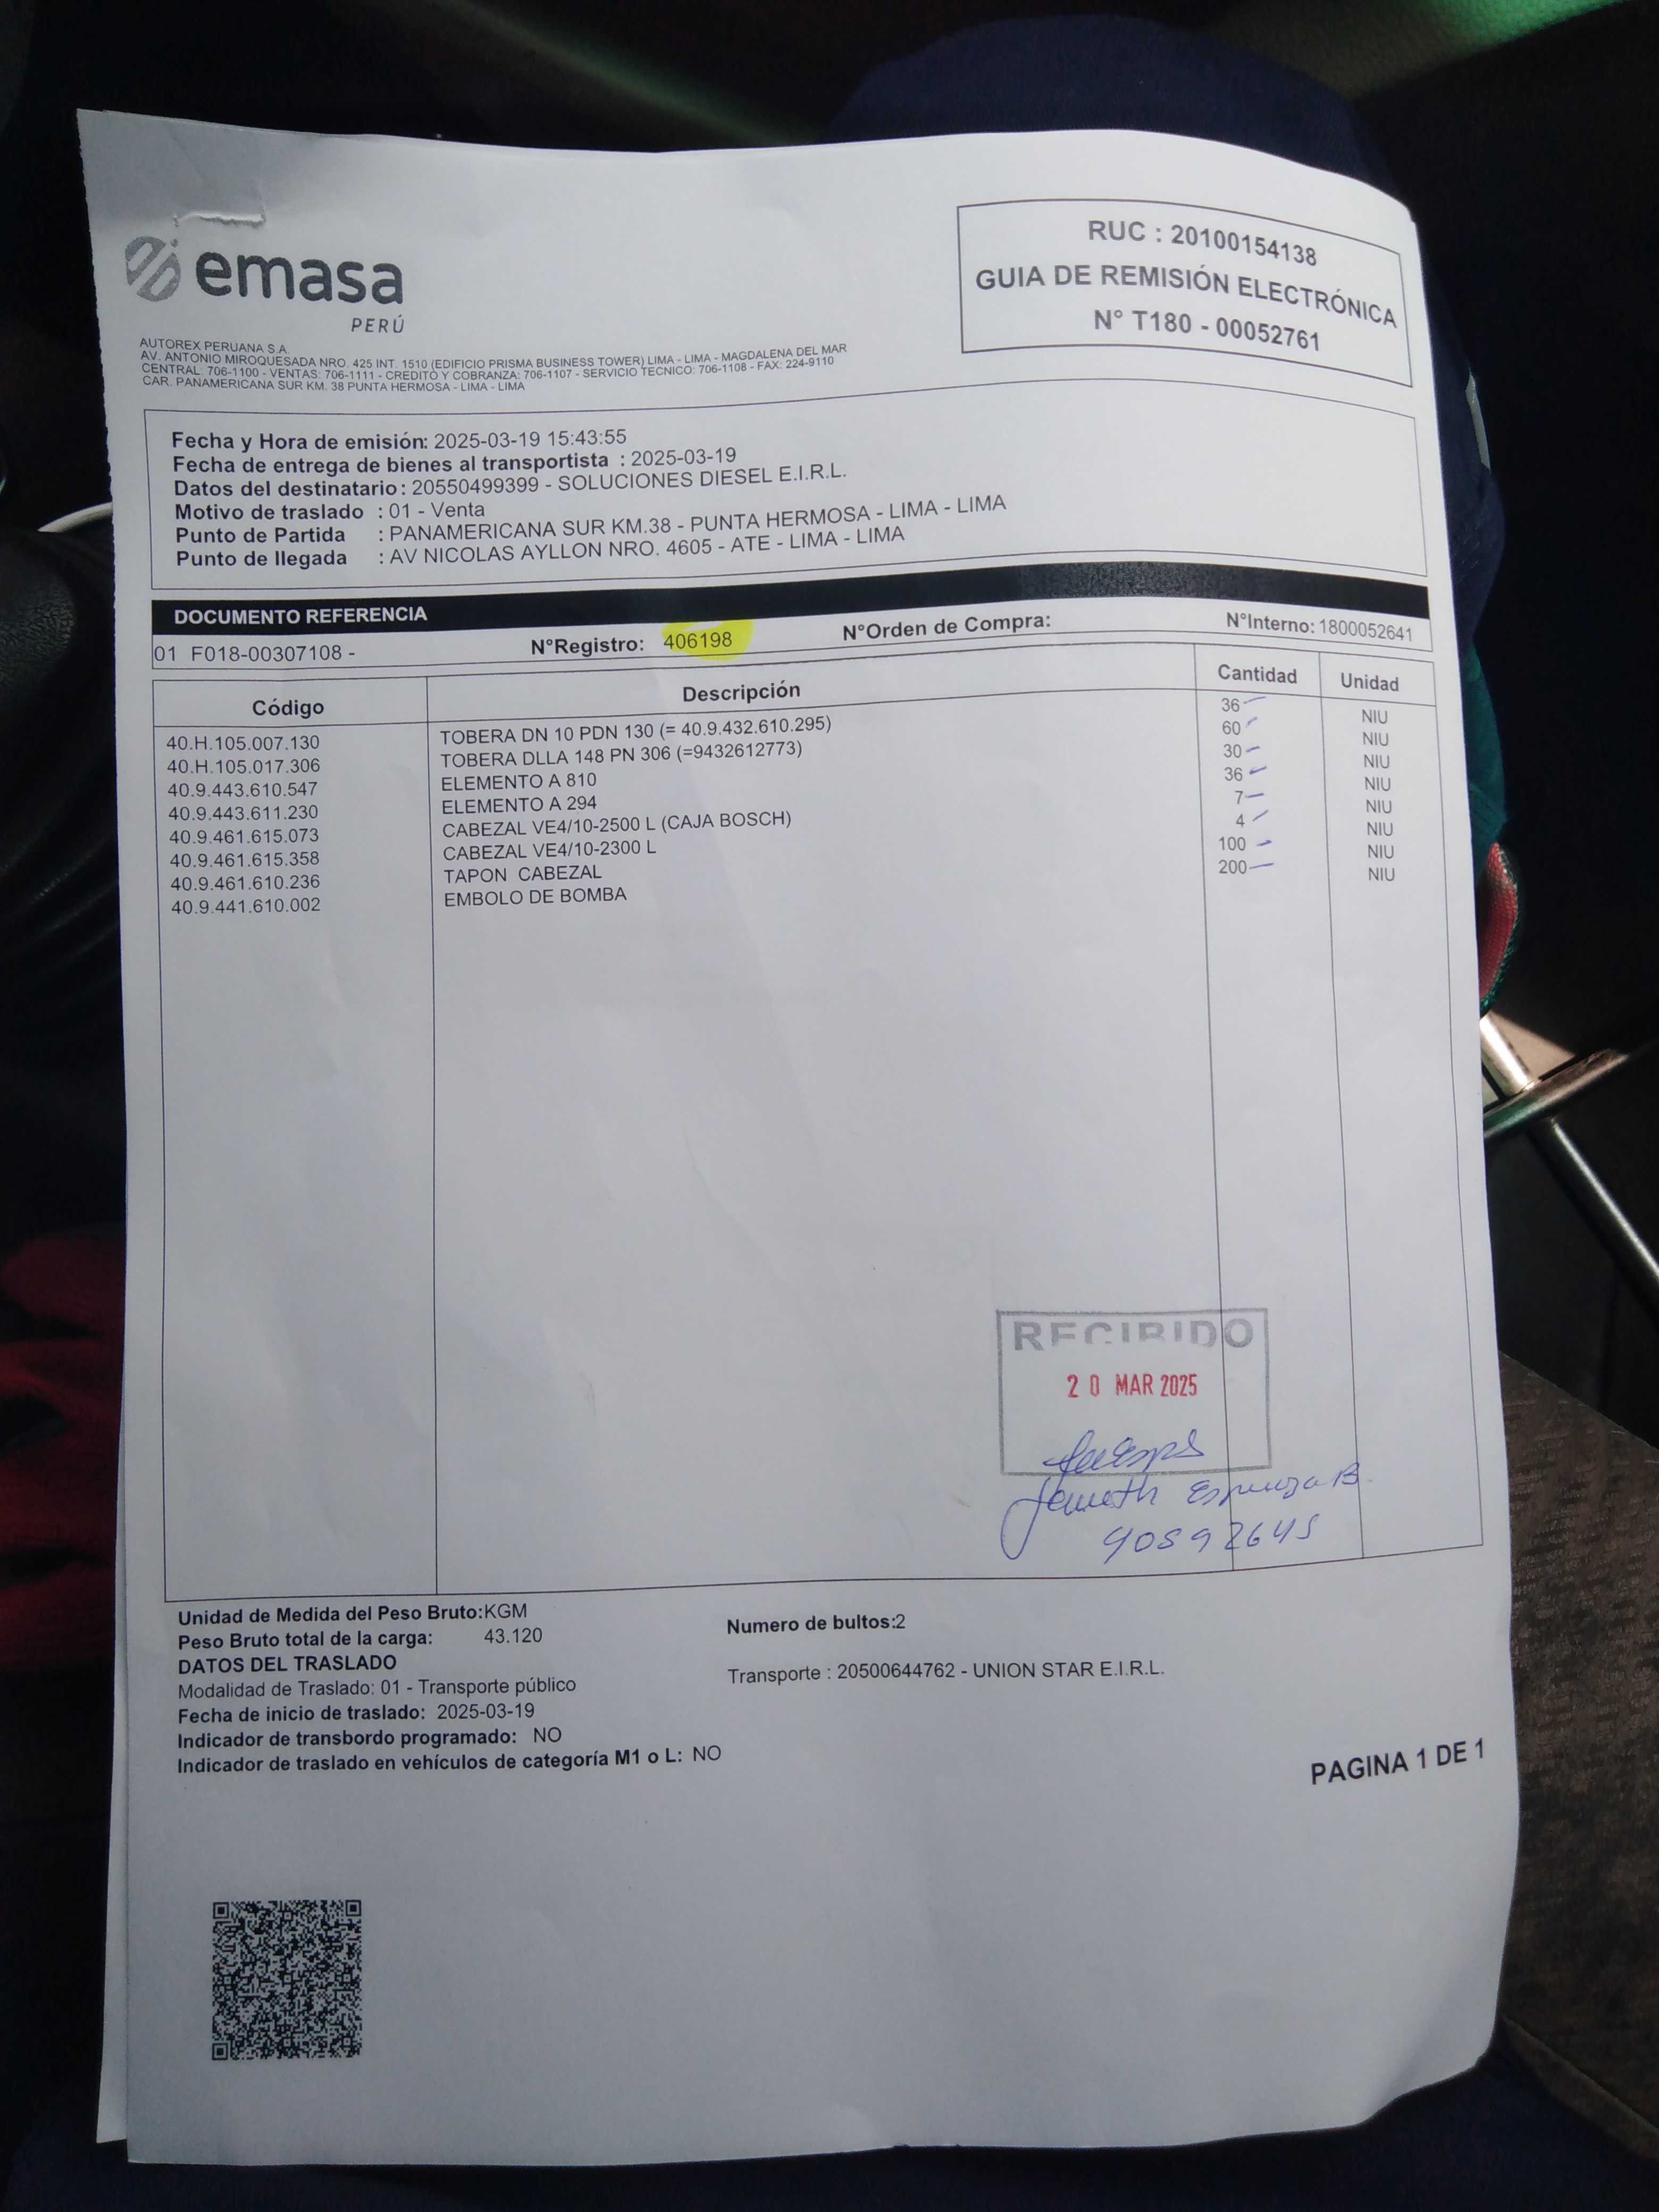 emasa
PERÚ
RUC : 20100154138
GUIA DE REMISIÓN ELECTRÓNICA
N° T180 - 00052761
AUTOREX PERUANA S.A.
AV. ANTONIO MIROQUESADA NRO. 425 INT. 1510 (EDIFICIO PRISMA BUSINESS TOWER) LIMA - LIMA - MAGDALENA DEL MAR
CENTRAL: 706-1100 - VENTAS: 706-1111 - CREDITO Y COBRANZA: 706-1107 - SERVICIO TECNICO: 706-1108 - FAX: 224-9110
CAR. PANAMERICANA SUR KM. 38 PUNTA HERMOSA - LIMA - LIMA
Fecha y Hora de emisión: 2025-03-19 15:43:55
Fecha de entrega de bienes al transportista : 2025-03-19
Datos del destinatario : 20550499399 - SOLUCIONES DIESEL E.I.R.L.
Motivo de traslado : 01 - Venta
Punto de Partida : PANAMERICANA SUR KM.38 - PUNTA HERMOSA - LIMA - LIMA
Punto de llegada : AV NICOLAS AYLLON NRO. 4605 - ATE - LIMA - LIMA
DOCUMENTO REFERENCIA
01 F018-00307108 - N°Registro: 406198 N°Orden de Compra: N°Interno: 1800052641
Código Descripción Cantidad Unidad
40.H.105.007.130 TOBERA DN 10 PDN 130 (= 40.9.432.610.295) 36 NIU
40.H.105.017.306 TOBERA DLLA 148 PN 306 (=9432612773) 60 NIU
40.9.443.610.547 ELEMENTO A 810 30 NIU
40.9.443.611.230 ELEMENTO A 294 36 NIU
40.9.461.615.073 CABEZAL VE4/10-2500 L (CAJA BOSCH) 7 NIU
40.9.461.615.358 CABEZAL VE4/10-2300 L 4 NIU
40.9.461.610.236 TAPON CABEZAL 100 NIU
40.9.441.610.002 EMBOLO DE BOMBA 200 NIU
RECIBIDO
20 MAR 2025
40592645
Unidad de Medida del Peso Bruto:KGM
Peso Bruto total de la carga: 43.120 Numero de bultos:2
DATOS DEL TRASLADO
Modalidad de Traslado: 01 - Transporte público Transporte : 20500644762 - UNION STAR E.I.R.L.
Fecha de inicio de traslado: 2025-03-19
Indicador de transbordo programado: NO
Indicador de traslado en vehículos de categoría M1 o L: NO
PAGINA 1 DE 1